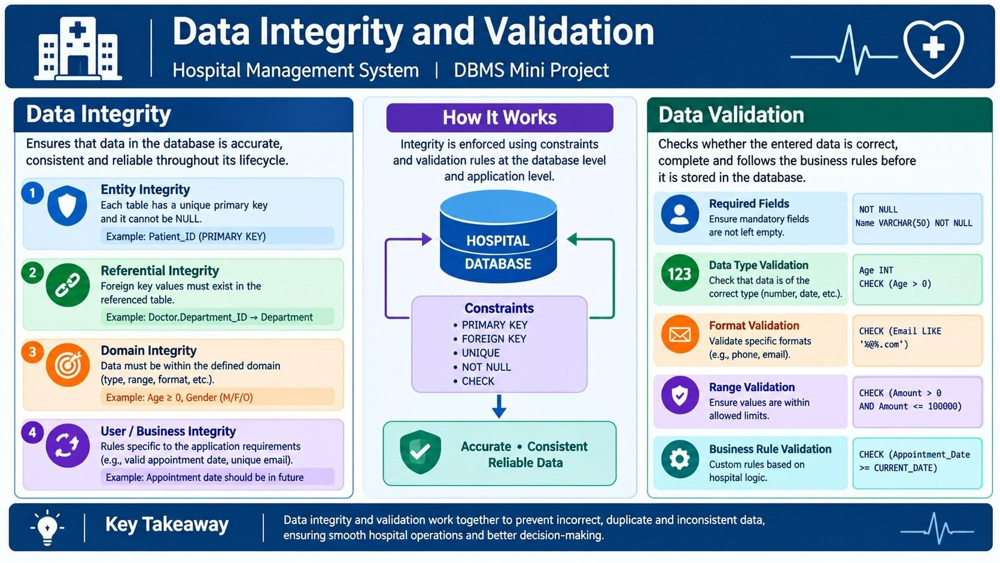 Data Integrity and Validation
Hospital Management System | DBMS Mini Project
Data Integrity
Ensures that data in the database is accurate,
consistent and reliable throughout its lifecycle.
1
Entity Integrity
Each table has a unique primary key
and it cannot be NULL.
Example: Patient_ID (PRIMARY KEY)
2
Referential Integrity
Foreign key values must exist in the
referenced table.
Example: Doctor.Department_ID → Department
3
Domain Integrity
Data must be within the defined domain
(type, range, format, etc.).
Example: Age ≥ 0, Gender (M/F/O)
4
User / Business Integrity
Rules specific to the application requirements
(e.g., valid appointment date, unique email).
Example: Appointment date should be in future
How It Works
Integrity is enforced using constraints
and validation rules at the database level
and application level.
HOSPITAL
DATABASE
Constraints
• PRIMARY KEY
• FOREIGN KEY
• UNIQUE
• NOT NULL
• CHECK
Accurate • Consistent
Reliable Data
Data Validation
Checks whether the entered data is correct,
complete and follows the business rules before
it is stored in the database.
Required Fields
Ensure mandatory fields
are not left empty.
NOT NULL
Name VARCHAR(50) NOT NULL
123
Data Type Validation
Check that data is of the
correct type (number, date, etc.).
Age INT
CHECK (Age > 0)
Format Validation
Validate specific formats
(e.g., phone, email).
CHECK (Email LIKE
'%@%.com')
Range Validation
Ensure values are within
allowed limits.
CHECK (Amount > 0
AND Amount <= 100000)
Business Rule Validation
Custom rules based on
hospital logic.
CHECK (Appointment_Date
>= CURRENT_DATE)
Key Takeaway
Data integrity and validation work together to prevent incorrect, duplicate and inconsistent data,
ensuring smooth hospital operations and better decision-making.